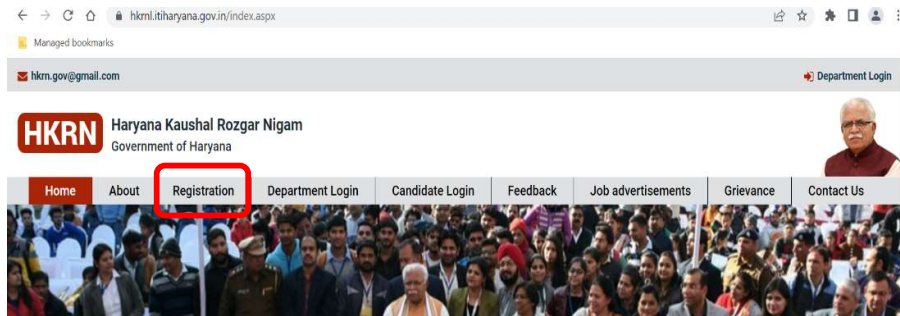 hkrnl.itiharyana.gov.in/index.aspx
Managed bookmarks
hkrn.gov@gmail.com Department Login
HKRN Haryana Kaushal Rozgar Nigam
Government of Haryana
Home About Registration Department Login Candidate Login Feedback Job advertisements Grievance Contact Us